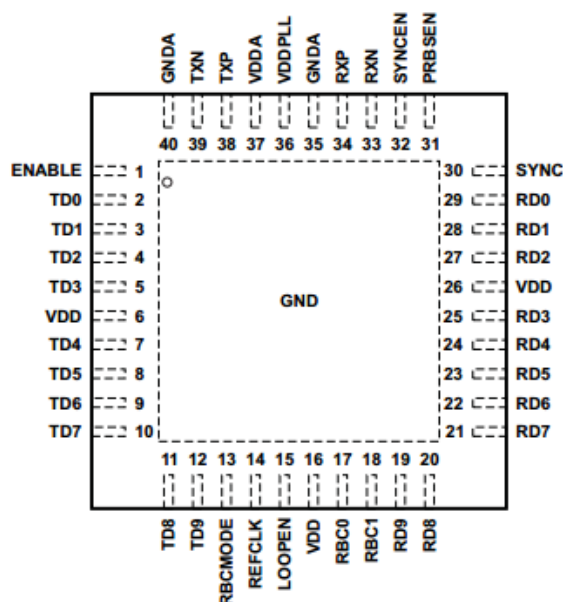 GNDA TXN TXP VDDA VDDPLL GNDA RXP RXN SYNCEN PRBSEN
40 39 38 37 36 35 34 33 32 31
ENABLE 1 30 SYNC
TD0 2 29 RD0
TD1 3 28 RD1
TD2 4 27 RD2
TD3 5 26 VDD
GND
VDD 6 25 RD3
TD4 7 24 RD4
TD5 8 23 RD5
TD6 9 22 RD6
TD7 10 21 RD7
11 12 13 14 15 16 17 18 19 20
TD8 TD9 RBCMODE REFCLK LOOPEN VDD RBC0 RBC1 RD9 RD8